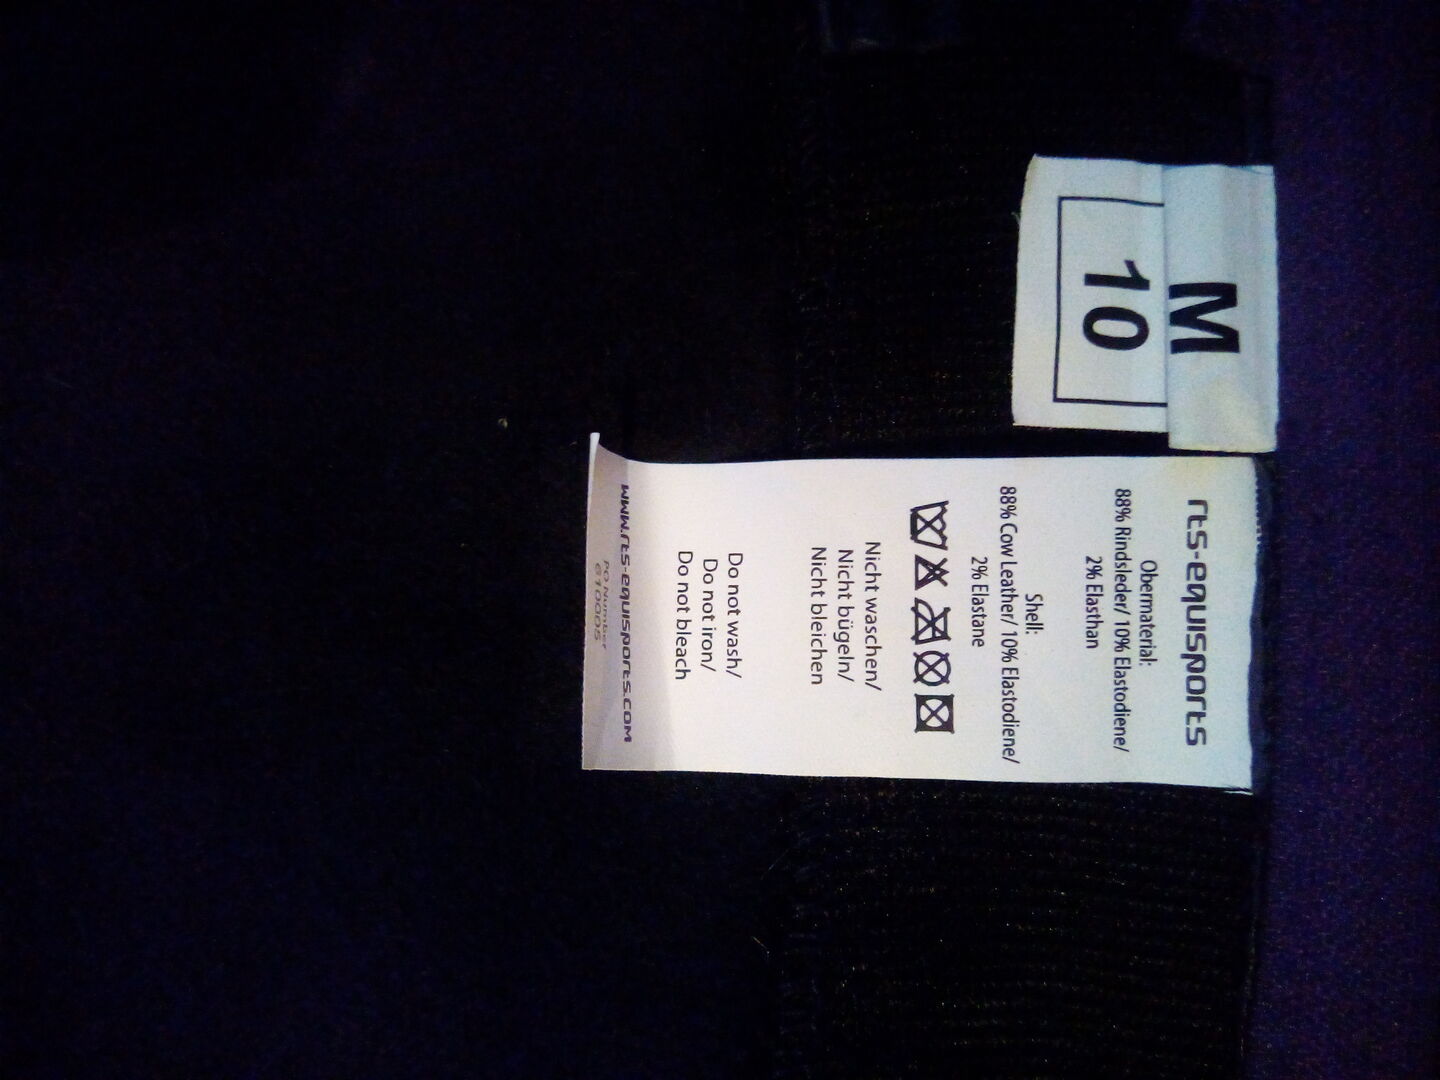 M
10
rts-equisports
Obermaterial:
88% Rindsleder/ 10% Elastodiene/
2% Elasthan
Shell:
88% Cow Leather/ 10% Elastodiene/
2% Elastane
Nicht waschen/
Nicht bügeln/
Nicht bleichen
Do not wash/
Do not iron/
Do not bleach
www.rts-equisports.com
PO Number
610005